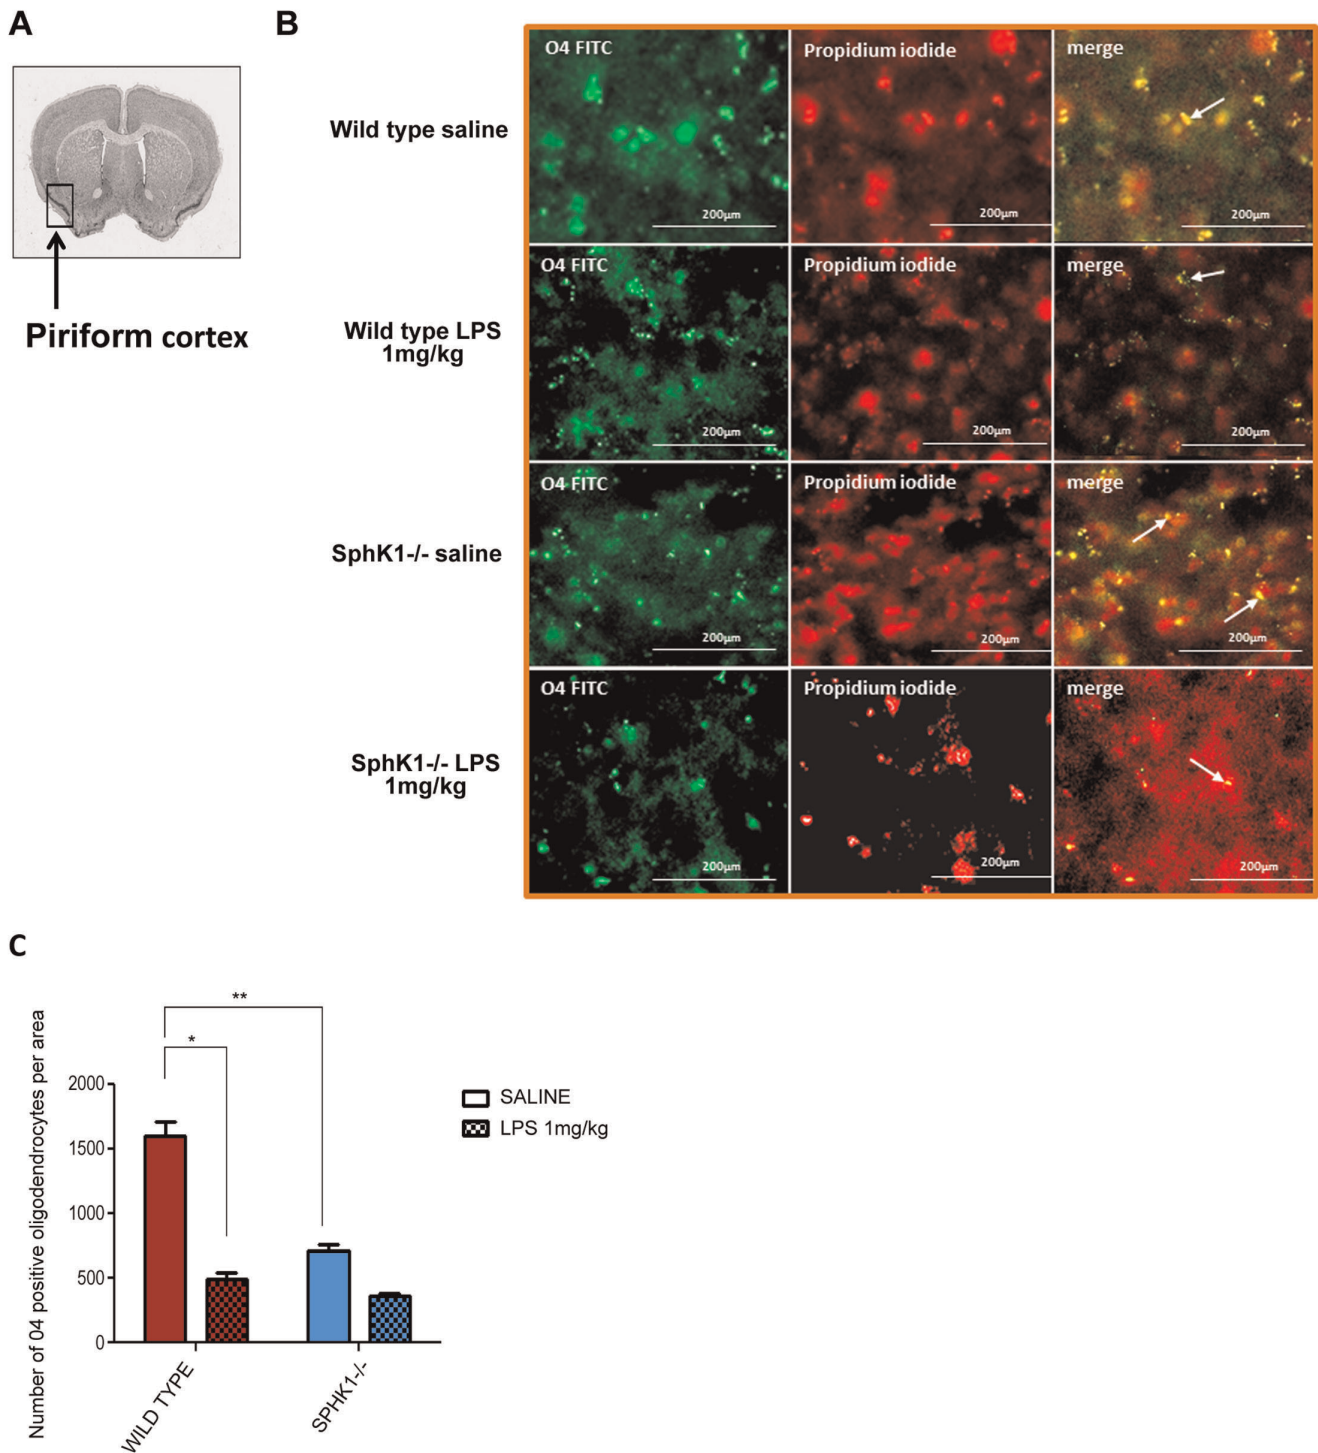 A
B
Piriform cortex
Wild type saline
O4 FITC
Propidium iodide
merge
200µm
200µm
200µm
Wild type LPS
1mg/kg
O4 FITC
Propidium iodide
merge
200µm
200µm
200µm
SphK1-/- saline
O4 FITC
Propidium iodide
merge
200µm
200µm
200µm
SphK1-/- LPS
1mg/kg
O4 FITC
Propidium iodide
merge
200µm
200µm
200µm
C
Number of 04 positive oligodendrocytes per area
**
*
2000
1500
1000
500
0
WILD TYPE
SPHK1-/-
SALINE
LPS 1mg/kg